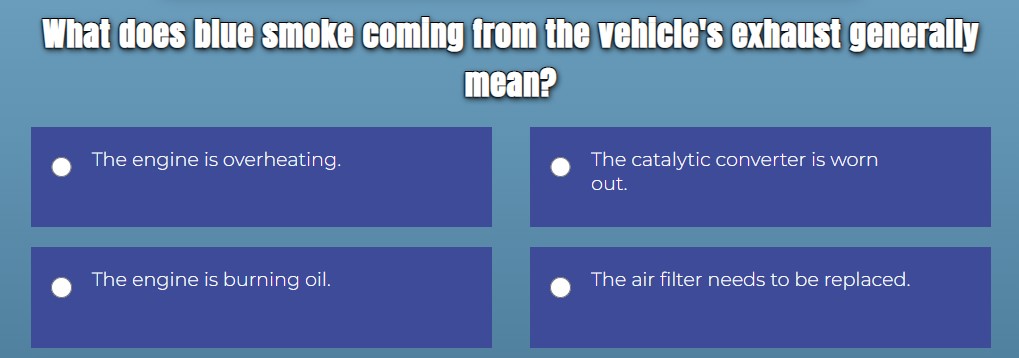 What does blue smoke coming from the vehicle's exhaust generally
mean?
The engine is overheating.
The catalytic converter is worn
out.
The engine is burning oil.
The air filter needs to be replaced.